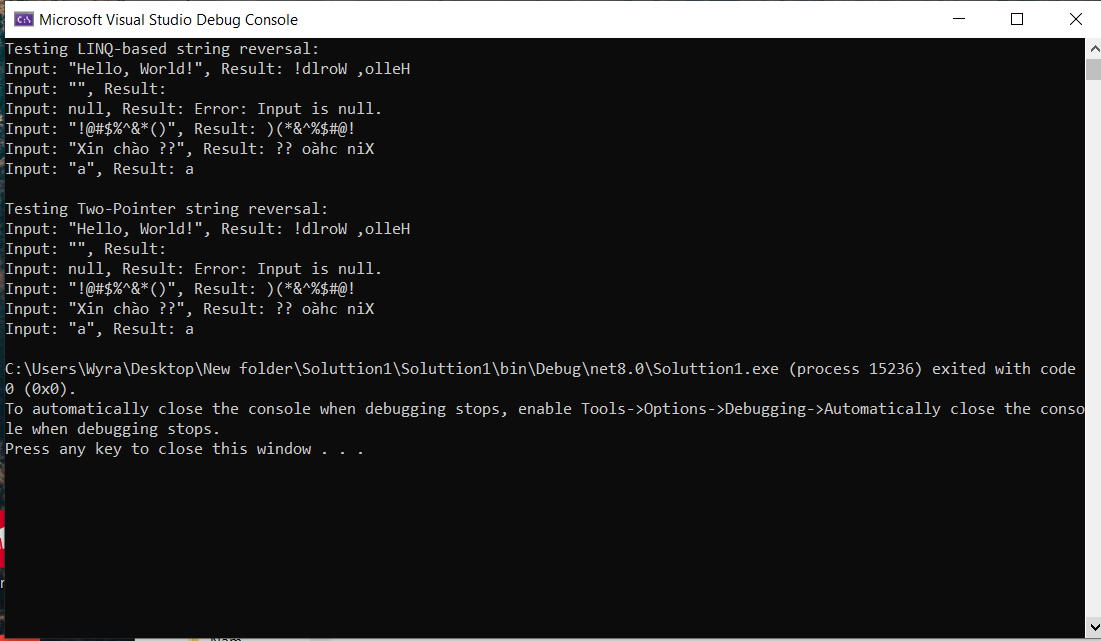 C:\ Microsoft Visual Studio Debug Console
Testing LINQ-based string reversal:
Input: "Hello, World!", Result: !dlroW ,olleH
Input: "", Result:
Input: null, Result: Error: Input is null.
Input: "!@#$%^&*()", Result: )(*&^%$#@!
Input: "Xin chào ??", Result: ?? oàhc niX
Input: "a", Result: a
Testing Two-Pointer string reversal:
Input: "Hello, World!", Result: !dlroW ,olleH
Input: "", Result:
Input: null, Result: Error: Input is null.
Input: "!@#$%^&*()", Result: )(*&^%$#@!
Input: "Xin chào ??", Result: ?? oàhc niX
Input: "a", Result: a
C:\Users\Wyra\Desktop\New folder\Soluttion1\Soluttion1\bin\Debug\net8.0\Soluttion1.exe (process 15236) exited with code
0 (0x0).
To automatically close the console when debugging stops, enable Tools->Options->Debugging->Automatically close the conso
le when debugging stops.
Press any key to close this window . . .